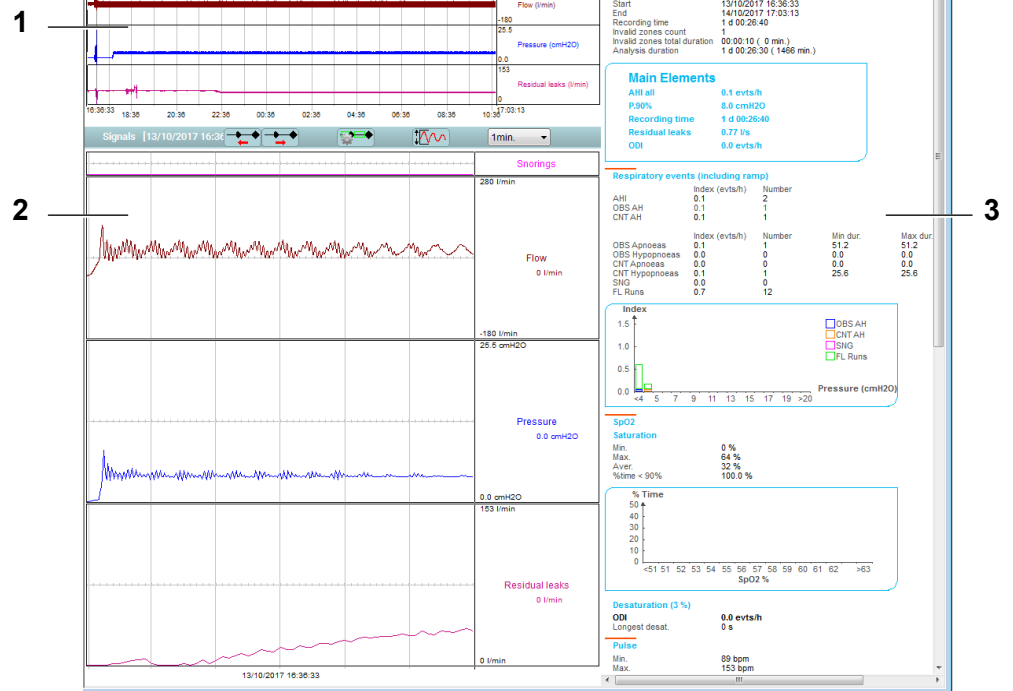 1
2
3
Flow (l/min)
-180
25.5
Pressure (cmH2O)
0.0
153
Residual leaks (l/min)
0
16:36:33
18:36 20:36 22:36 00:36 02:36 04:36 06:36 08:36 10:36
17:03:13
Signals [13/10/2017 16:36
1min.
Snorings
280 l/min
Flow
0 l/min
-180 l/min
25.5 cmH2O
Pressure
0.0 cmH2O
0.0 cmH2O
153 l/min
Residual leaks
0 l/min
0 l/min
13/10/2017 16:36:33
Start 13/10/2017 16:36:33
End 14/10/2017 17:03:13
Recording time 1 d 00:26:40
Invalid zones count 1
Invalid zones total duration 00:00:10 ( 0 min.)
Analysis duration 1 d 00:26:30 ( 1466 min.)
Main Elements
AHI all 0.1 evts/h
P.90% 8.0 cmH2O
Recording time 1 d 00:26:40
Residual leaks 0.77 l/s
ODI 0.0 evts/h
Respiratory events (including ramp)
Index (evts/h) Number
AHI 0.1 2
OBS AH 0.1 1
CNT AH 0.1 1
Index (evts/h) Number Min dur. Max dur.
OBS Apnoeas 0.1 1 51.2 51.2
OBS Hypopnoeas 0.0 0 0.0 0.0
CNT Apnoeas 0.0 0 0.0 0.0
CNT Hypopnoeas 0.1 1 25.6 25.6
SNG 0.0 0
FL Runs 0.7 12
Index
1.5
1.0
0.5
0.0
<4 5 7 9 11 13 15 17 19 >20
Pressure (cmH2O)
OBS AH
CNT AH
SNG
FL Runs
SpO2
Saturation
Min. 0 %
Max. 64 %
Aver. 32 %
%time < 90% 100.0 %
% Time
50
40
30
20
10
0
<51 51 52 53 54 55 56 57 58 59 60 61 62 >63
SpO2 %
Desaturation (3 %)
ODI 0.0 evts/h
Longest desat. 0 s
Pulse
Min. 89 bpm
Max. 153 bpm